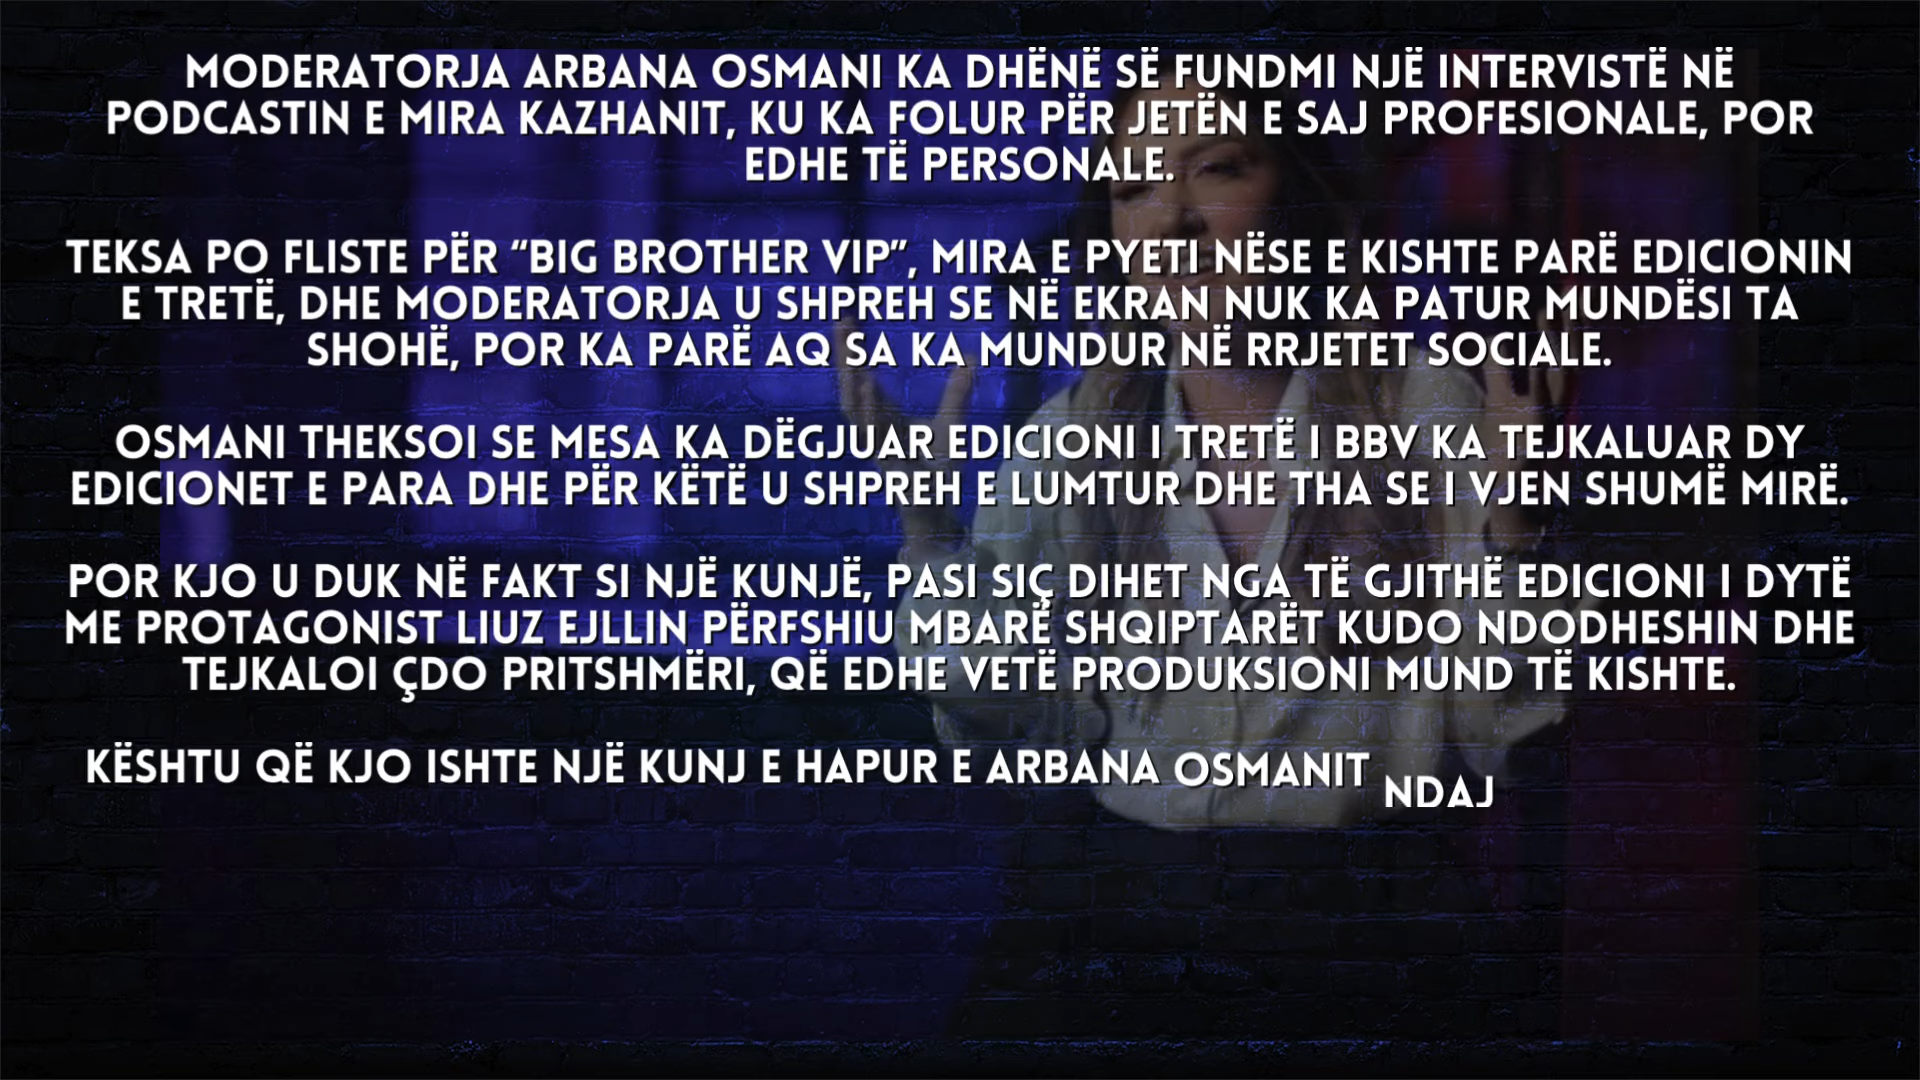 MODERATORJA ARBANA OSMANI KA DHËNË SË FUNDMI NJË INTERVISTË NË
PODCASTIN E MIRA KAZHANIT, KU KA FOLUR PËR JETËN E SAJ PROFESIONALE, POR
EDHE TË PERSONALE.
TEKSA PO FLISTE PËR “BIG BROTHER VIP”, MIRA E PYETI NËSE E KISHTE PARË EDICIONIN
E TRETË, DHE MODERATORJA U SHPREH SE NË EKRAN NUK KA PATUR MUNDËSI TA
SHOHË, POR KA PARË AQ SA KA MUNDUR NË RRJETET SOCIALE.
OSMANI THEKSOI SE MESA KA DËGJUAR EDICIONI I TRETË I BBV KA TEJKALUAR DY
EDICIONET E PARA DHE PËR KËTË U SHPREH E LUMTUR DHE THA SE I VJEN SHUMË MIRË.
POR KJO U DUK NË FAKT SI NJË KUNJË, PASI SIÇ DIHET NGA TË GJITHË EDICIONI I DYTË
ME PROTAGONIST LIUZ EJLLIN PËRFSHIU MBARË SHQIPTARËT KUDO NDODHESHIN DHE
TEJKALOI ÇDO PRITSHMËRI, QË EDHE VETË PRODUKSIONI MUND TË KISHTE.
KËSHTU QË KJO ISHTE NJË KUNJ E HAPUR E ARBANA OSMANIT NDAJ